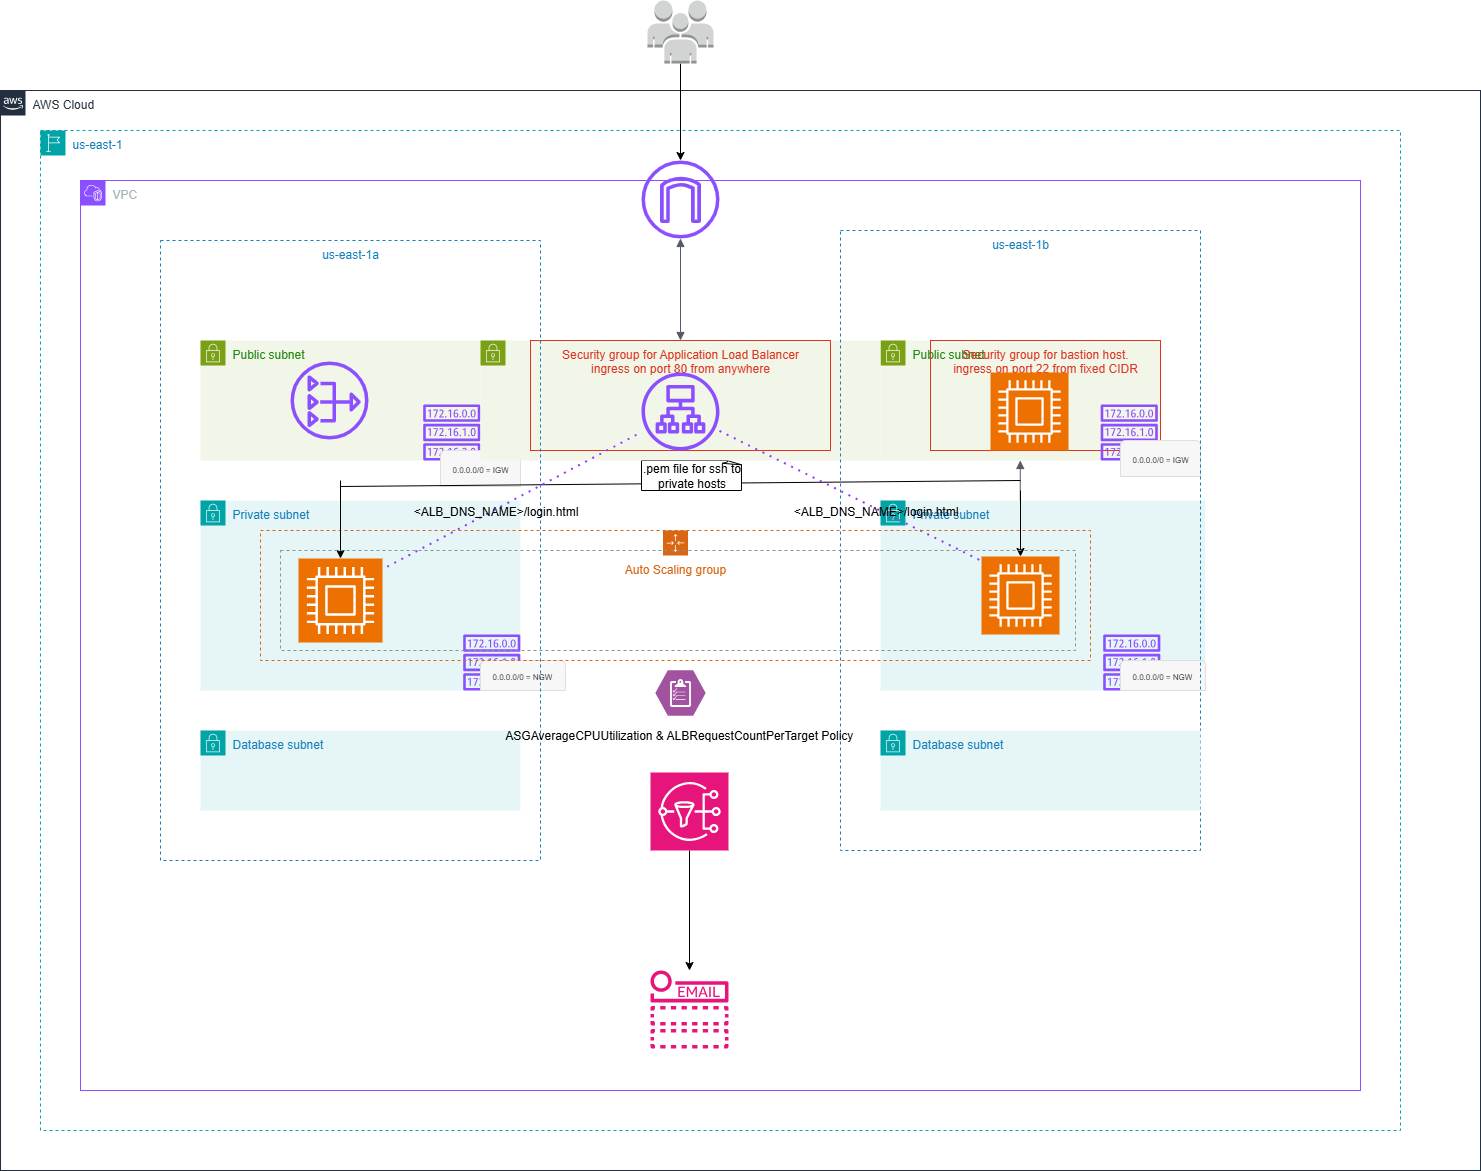 aws
AWS Cloud
us-east-1
VPC
us-east-1a
us-east-1b
Public subnet
Security group for Application Load Balancer
ingress on port 80 from anywhere
Public subnet
Security group for bastion host.
ingress on port 22 from fixed CIDR
172.16.0.0
172.16.1.0
172.16.2.0
0.0.0.0/0 = IGW
172.16.0.0
172.16.1.0
0.0.0.0/0 = IGW
.pem file for ssh to
private hosts
Private subnet
<ALB_DNS_NAME>/login.html
<ALB_DNS_NAME>/login.html
Private subnet
Auto Scaling group
172.16.0.0
0.0.0.0/0 = NGW
172.16.0.0
0.0.0.0/0 = NGW
ASGAverageCPUUtilization & ALBRequestCountPerTarget Policy
Database subnet
Database subnet
EMAIL